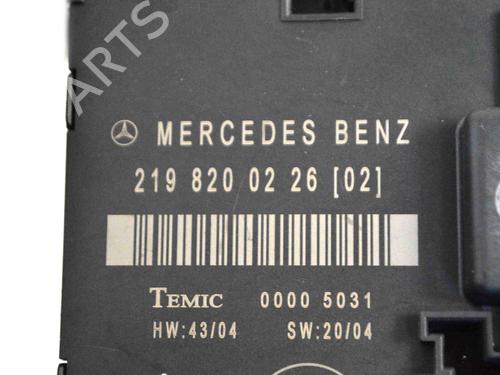 ARTS
MERCEDES BENZ
219 820 02 26 [02]
TEMIC 0000 5031
HW:43/04 SW:20/04